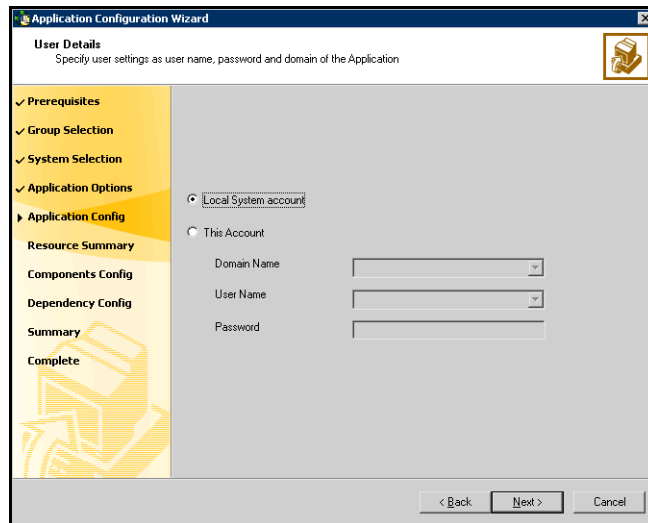 Application Configuration Wizard
User Details
Specify user settings as user name, password and domain of the Application
Prerequisites
Group Selection
System Selection
Application Options
Application Config
Resource Summary
Components Config
Dependency Config
Summary
Complete
Local System account
This Account
Domain Name
User Name
Password
< Back
Next >
Cancel